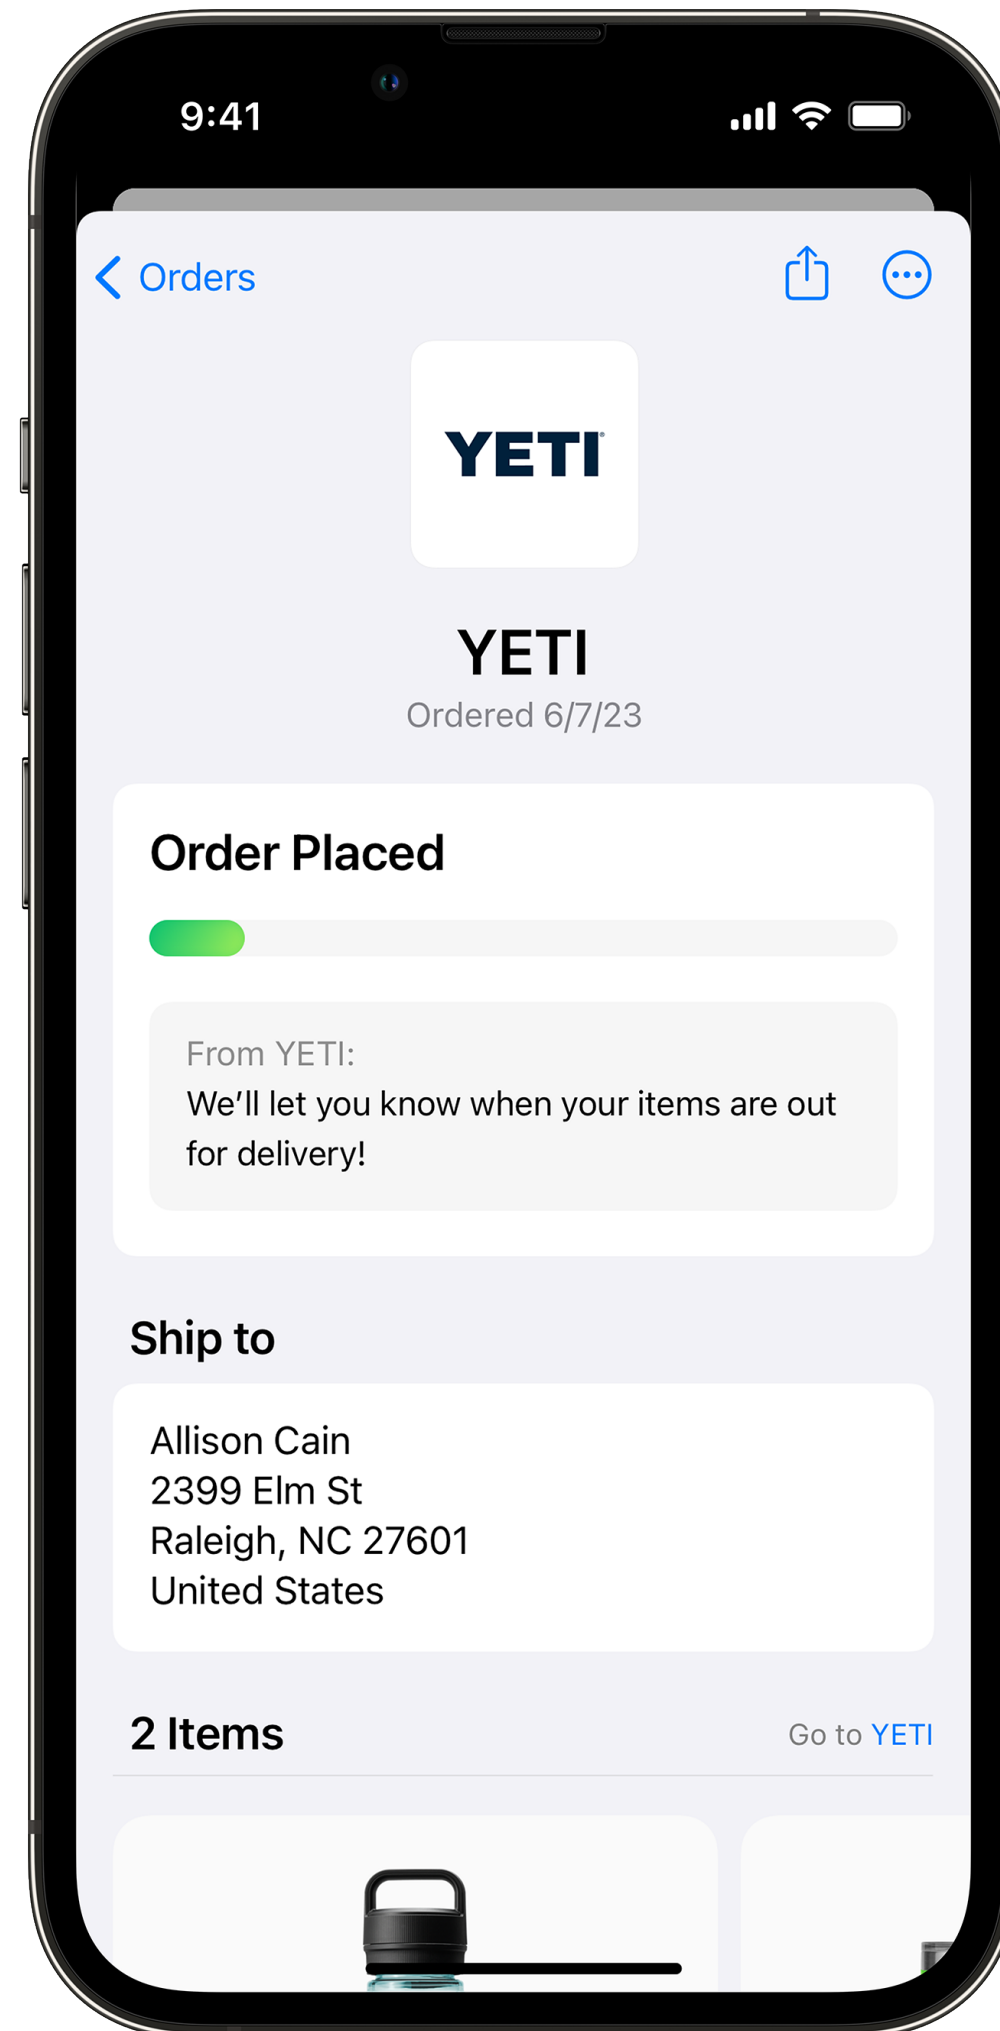 9:41
Orders
YETI
YETI
Ordered 6/7/23
Order Placed
From YETI:
We’ll let you know when your items are out
for delivery!
Ship to
Allison Cain
2399 Elm St
Raleigh, NC 27601
United States
2 Items
Go to YETI